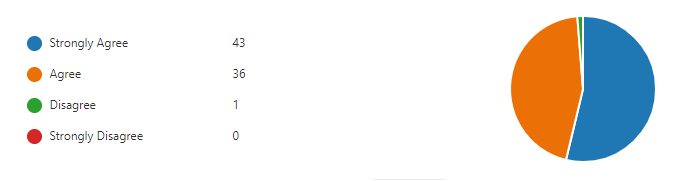 Strongly Agree 43
Agree 36
Disagree 1
Strongly Disagree 0